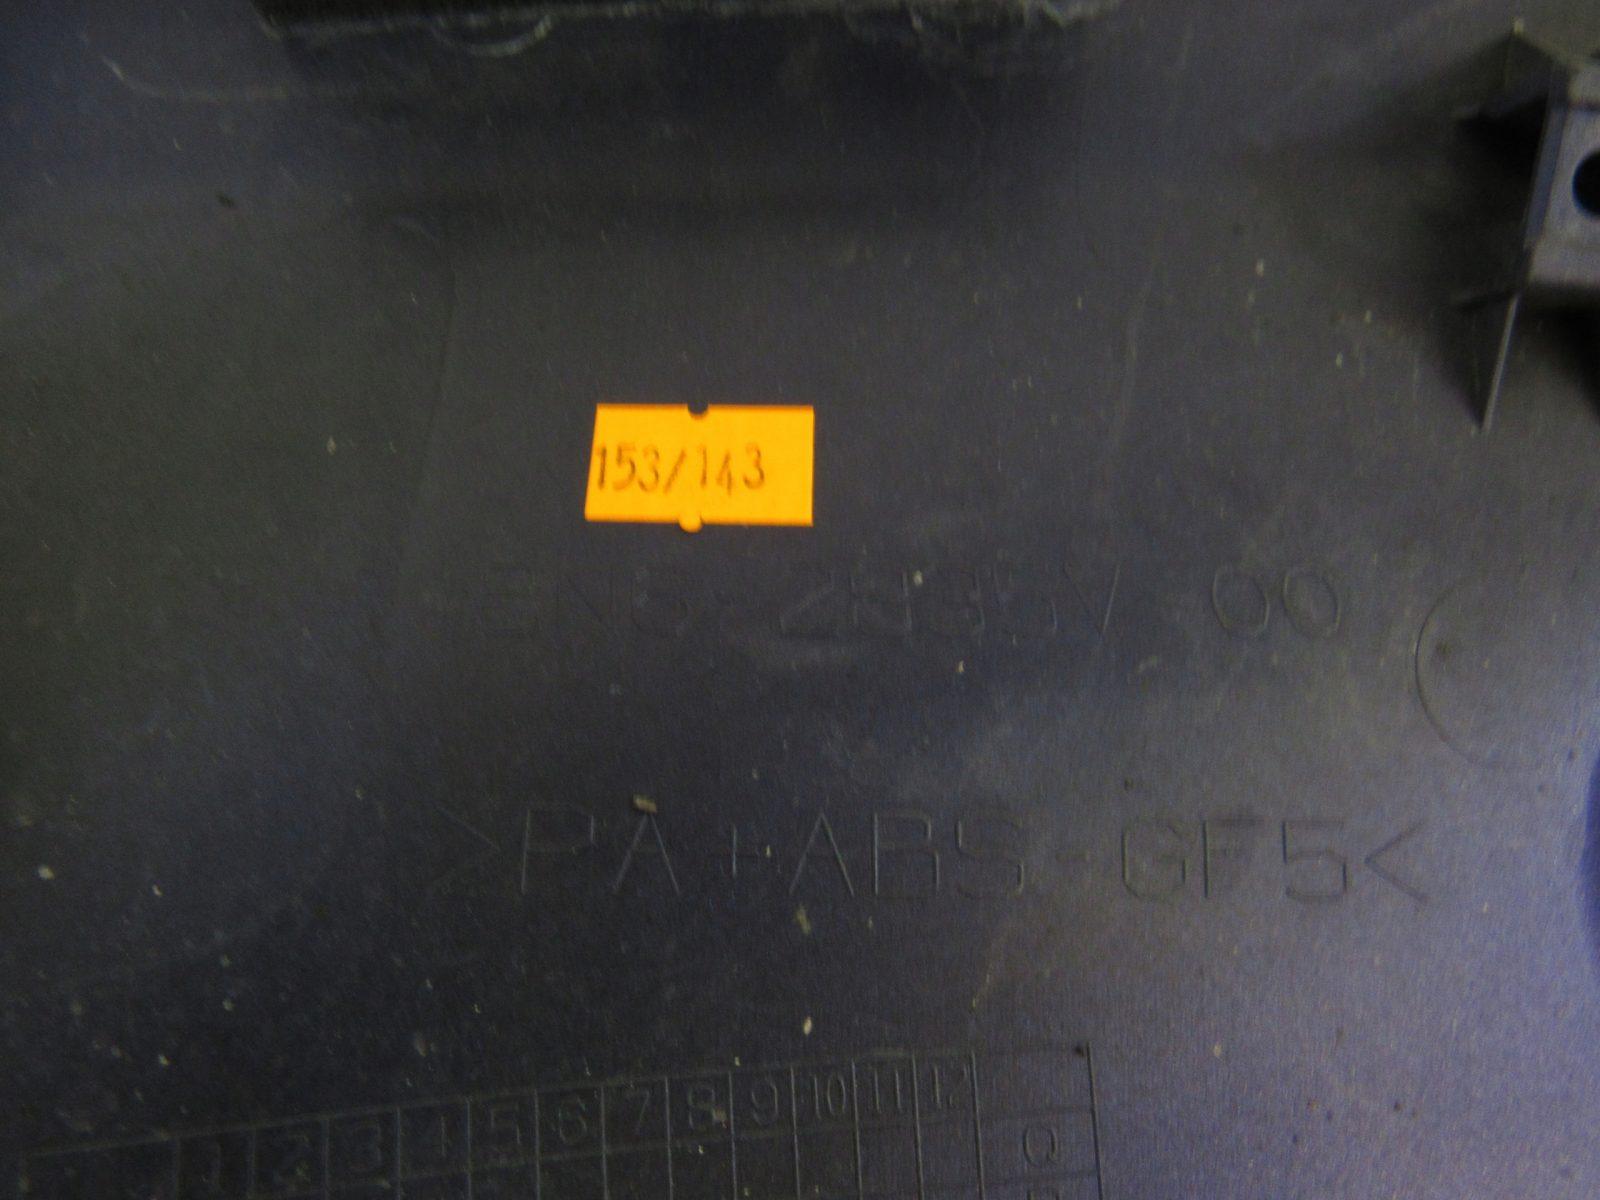 153/143
>PA+ABS-GF5<
1 2 3 4 5 6 7 8 9 10 11 12
Q